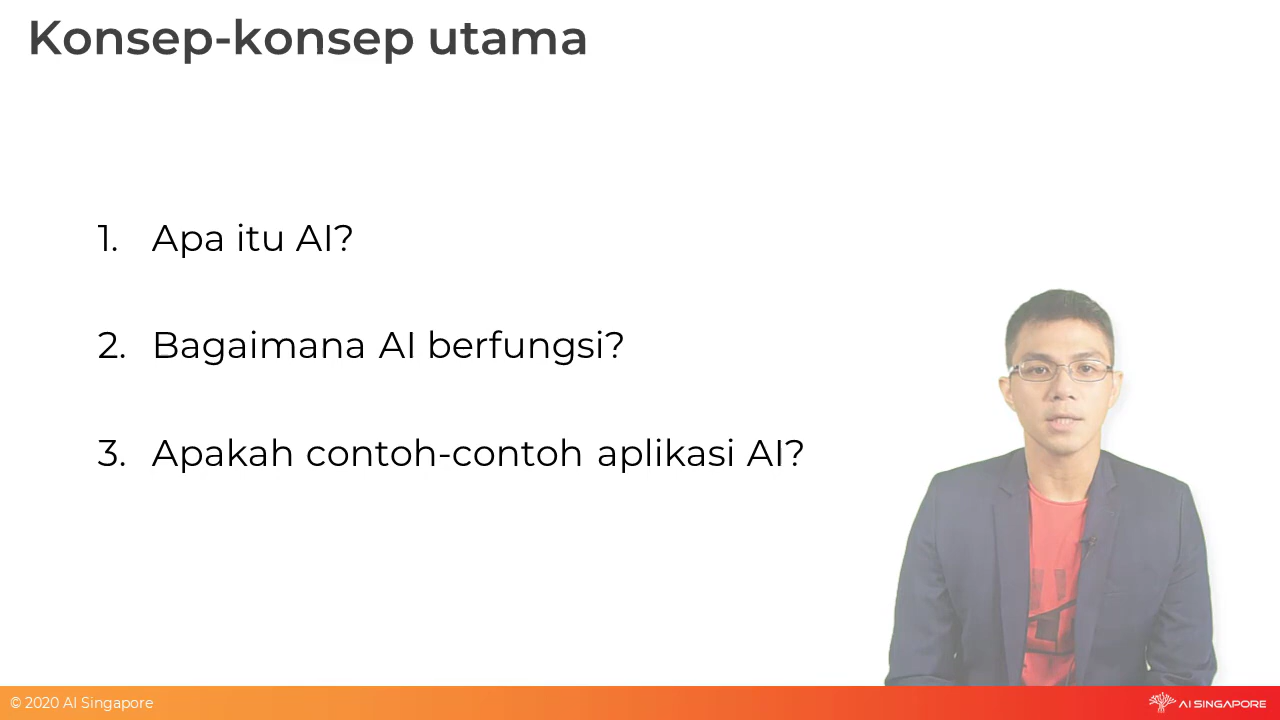 Konsep-konsep utama
1. Apa itu AI?
2. Bagaimana AI berfungsi?
3. Apakah contoh-contoh aplikasi AI?
© 2020 AI Singapore
AI SINGAPORE